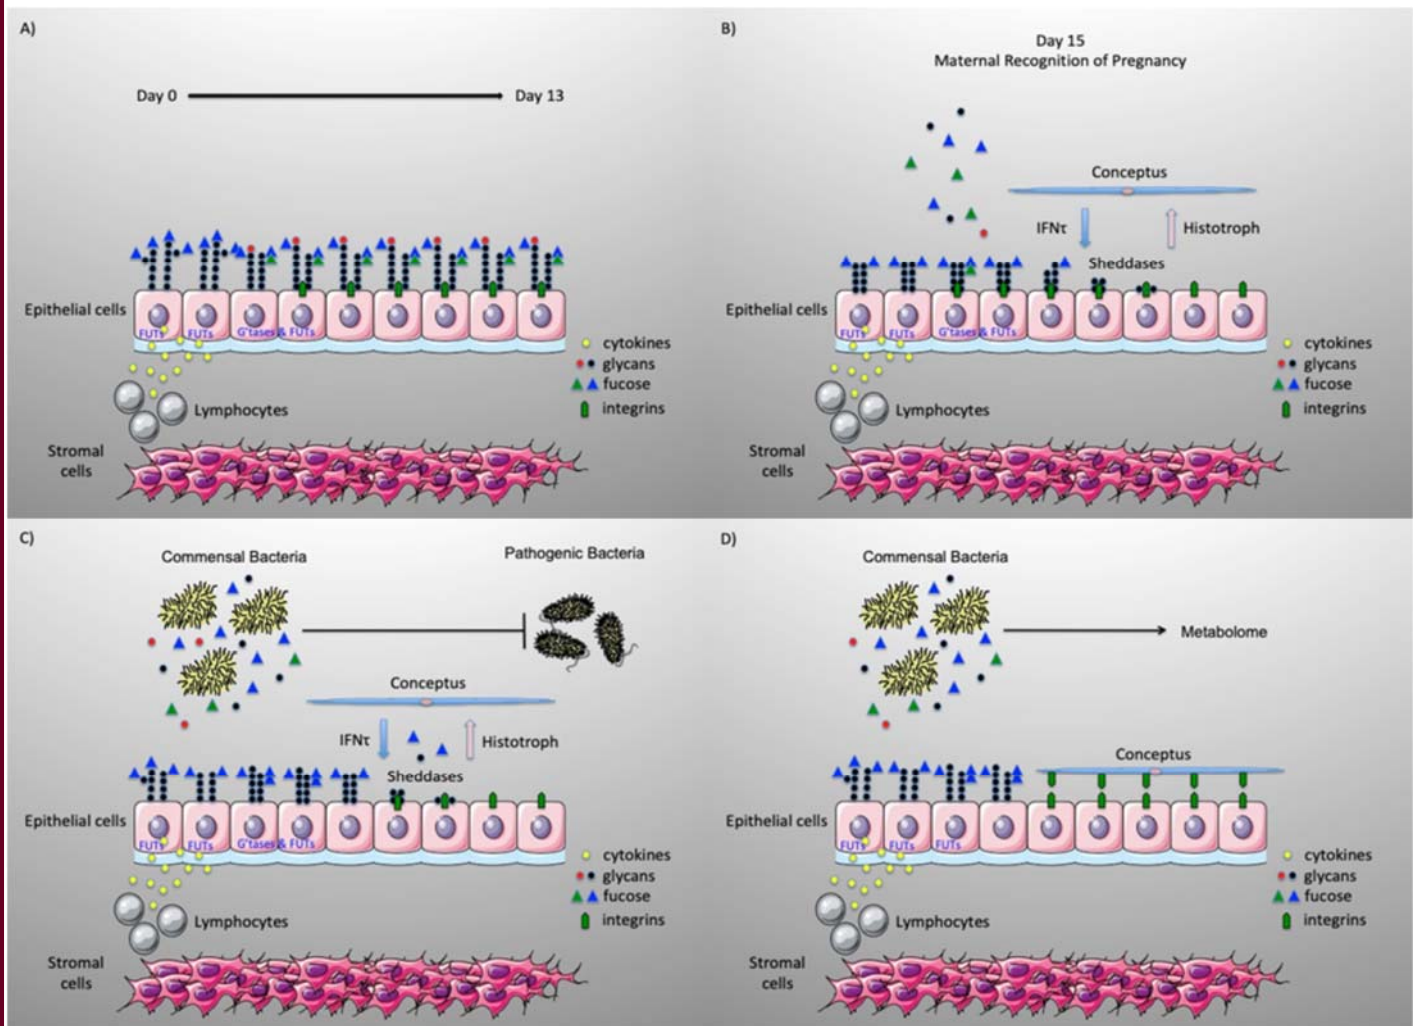 A)
Day 0
Day 13
Epithelial cells
FUTs
FUTs
G'tases & FUTs
cytokines
glycans
fucose
integrins
Lymphocytes
Stromal
cells
B)
Day 15
Maternal Recognition of Pregnancy
Conceptus
IFNτ
Histotroph
Sheddases
Epithelial cells
FUTs
FUTs
G'tases & FUTs
cytokines
glycans
fucose
integrins
Lymphocytes
Stromal
cells
C)
Commensal Bacteria
Pathogenic Bacteria
Conceptus
IFNτ
Histotroph
Sheddases
Epithelial cells
FUTs
FUTs
G'tases & FUTs
cytokines
glycans
fucose
integrins
Lymphocytes
Stromal
cells
D)
Commensal Bacteria
Metabolome
Conceptus
Epithelial cells
FUTs
FUTs
FUTs
cytokines
glycans
fucose
integrins
Lymphocytes
Stromal
cells